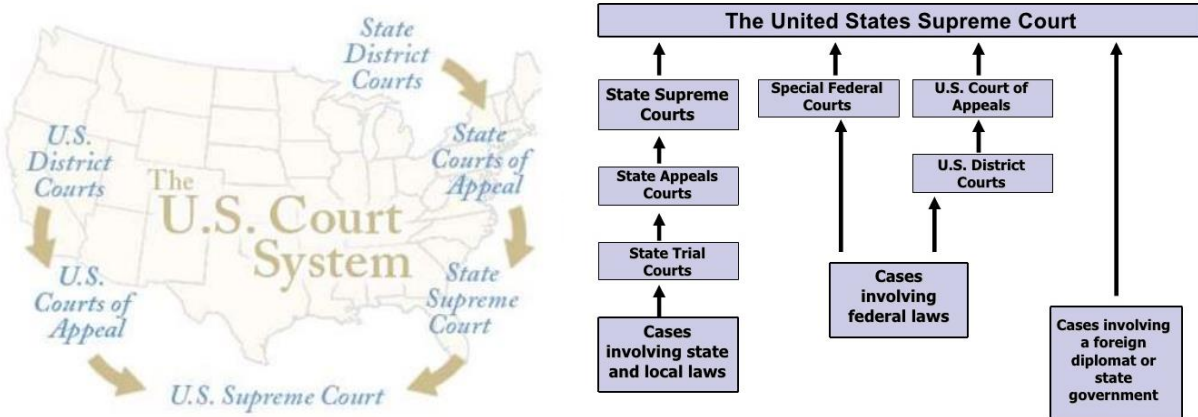 State
District
Courts
U.S.
District
Courts
State
Courts of
Appeal
The
U.S. Court
System
U.S.
Courts of
Appeal
State
Supreme
Court
U.S. Supreme Court
The United States Supreme Court
State Supreme
Courts
Special Federal
Courts
U.S. Court of
Appeals
State Appeals
Courts
U.S. District
Courts
State Trial
Courts
Cases
involving
federal laws
Cases
involving state
and local laws
Cases involving
a foreign
diplomat or
state
government